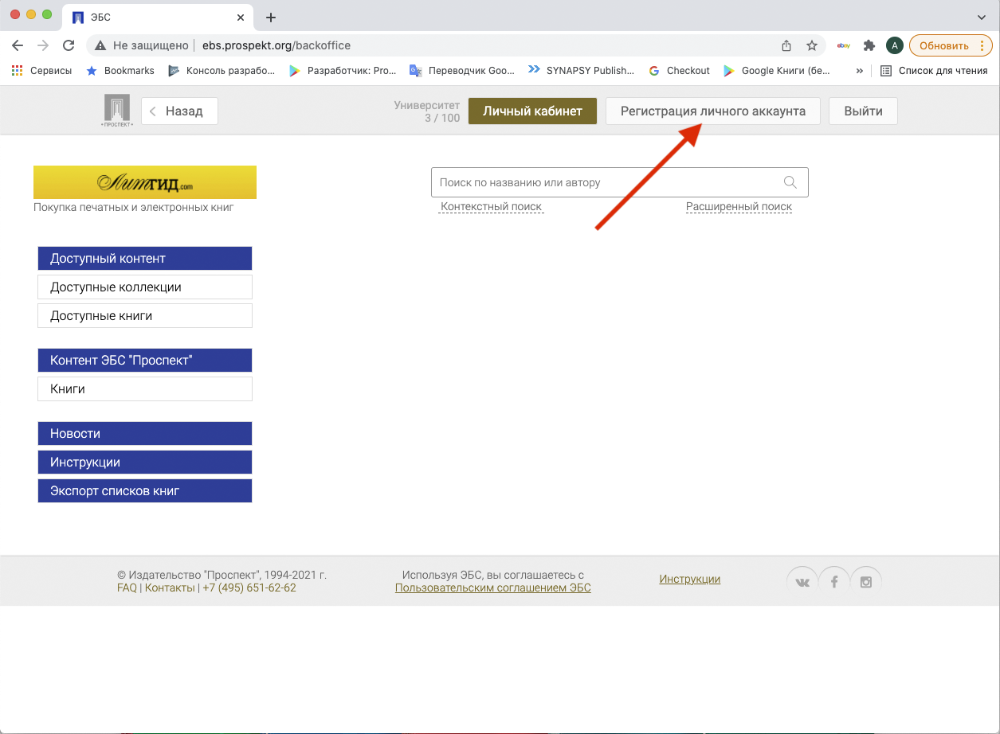 ЭБС
Не защищено
ebs.prospekt.org/backoffice
ebay
A
Обновить
Сервисы
Bookmarks
Консоль разрабо...
Разработчик: Pro...
Переводчик Goo...
SYNAPSY Publish...
Checkout
Google Книги (бе...
»
Список для чтения
•ПРОСПЕКТ•
Назад
Университет
3 / 100
Личный кабинет
Регистрация личного аккаунта
Выйти
Литгид.com
Покупка печатных и электронных книг
Поиск по названию или автору
Контекстный поиск
Расширенный поиск
Доступный контент
Доступные коллекции
Доступные книги
Контент ЭБС "Проспект"
Книги
Новости
Инструкции
Экспорт списков книг
© Издательство "Проспект", 1994-2021 г.
FAQ | Контакты | +7 (495) 651-62-62
Используя ЭБС, вы соглашаетесь с
Пользовательским соглашением ЭБС
Инструкции